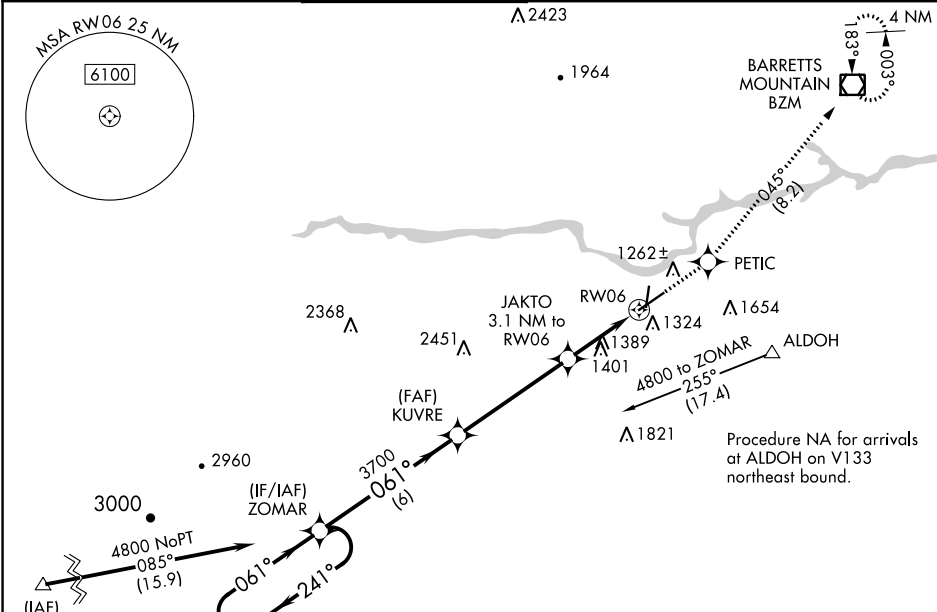 MSA RW06 25 NM
6100
2423
1964
4 NM
183°
003°
BARRETTS
MOUNTAIN
BZM
045°
(8.2)
1262±
PETIC
RW06
JAKTO
3.1 NM to
RW06
2368
2451
1324
1654
1389
1401
ALDOH
4800 to ZOMAR
255°
(17.4)
(FAF)
KUVRE
1821
Procedure NA for arrivals
at ALDOH on V133
northeast bound.
2960
3700
061°
(6)
(IF/IAF)
ZOMAR
3000
4800 NoPT
085°
(15.9)
061°
241°
(IAF)